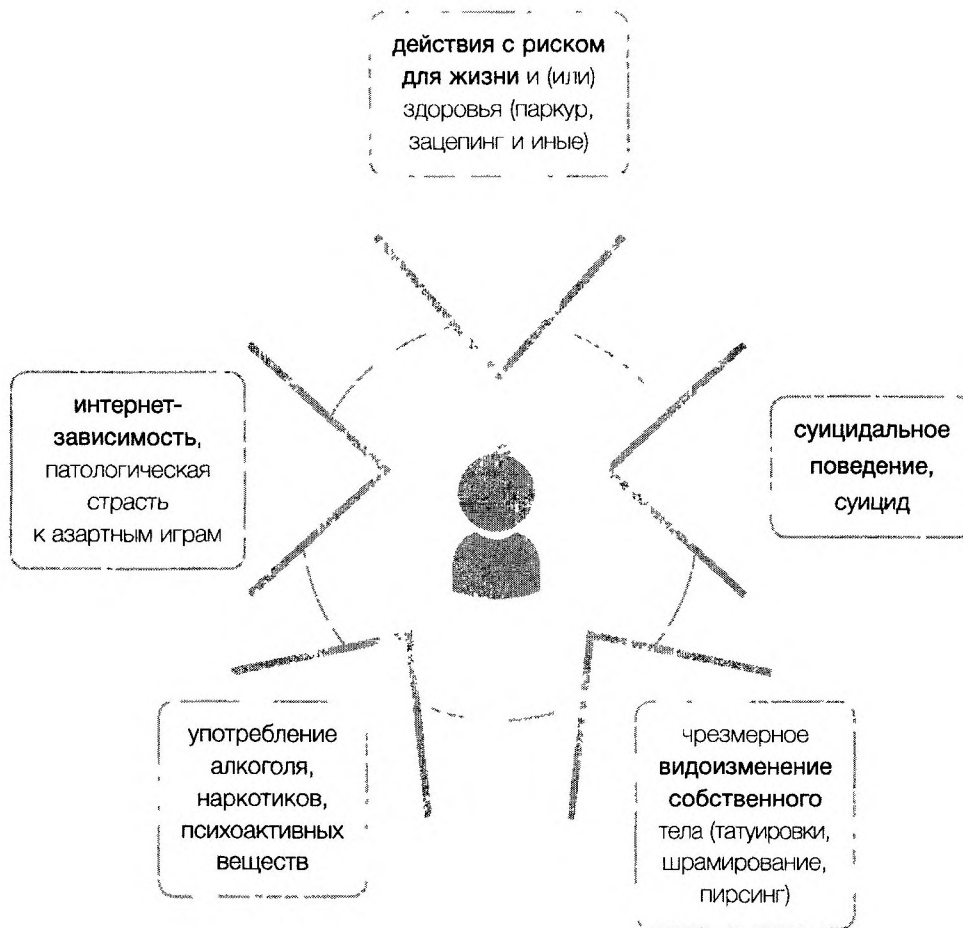 действия с риском
для жизни и (или)
здоровья (паркур,
зацепинг и иные)
интернет-
зависимость,
патологическая
страсть
к азартным играм
суицидальное
поведение,
суицид
употребление
алкоголя,
наркотиков,
психоактивных
веществ
чрезмерное
видоизменение
собственного
тела (татуировки,
шрамирование,
пирсинг)